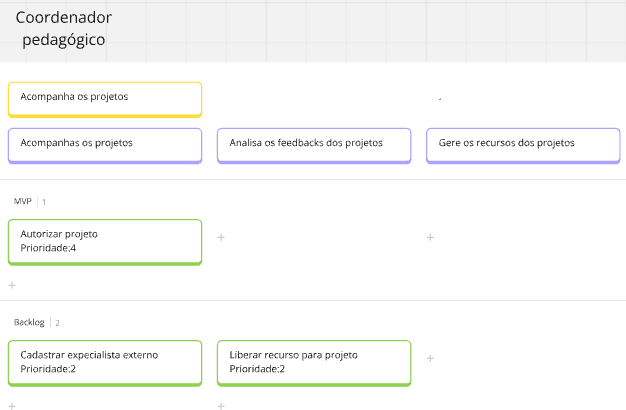 Coordenador
pedagógico
Acompanha os projetos
Acompanhas os projetos
Analisa os feedbacks dos projetos
Gere os recursos dos projetos
MVP 1
Autorizar projeto
Prioridade:4
Backlog 2
Cadastrar expecialista externo
Prioridade:2
Liberar recurso para projeto
Prioridade:2